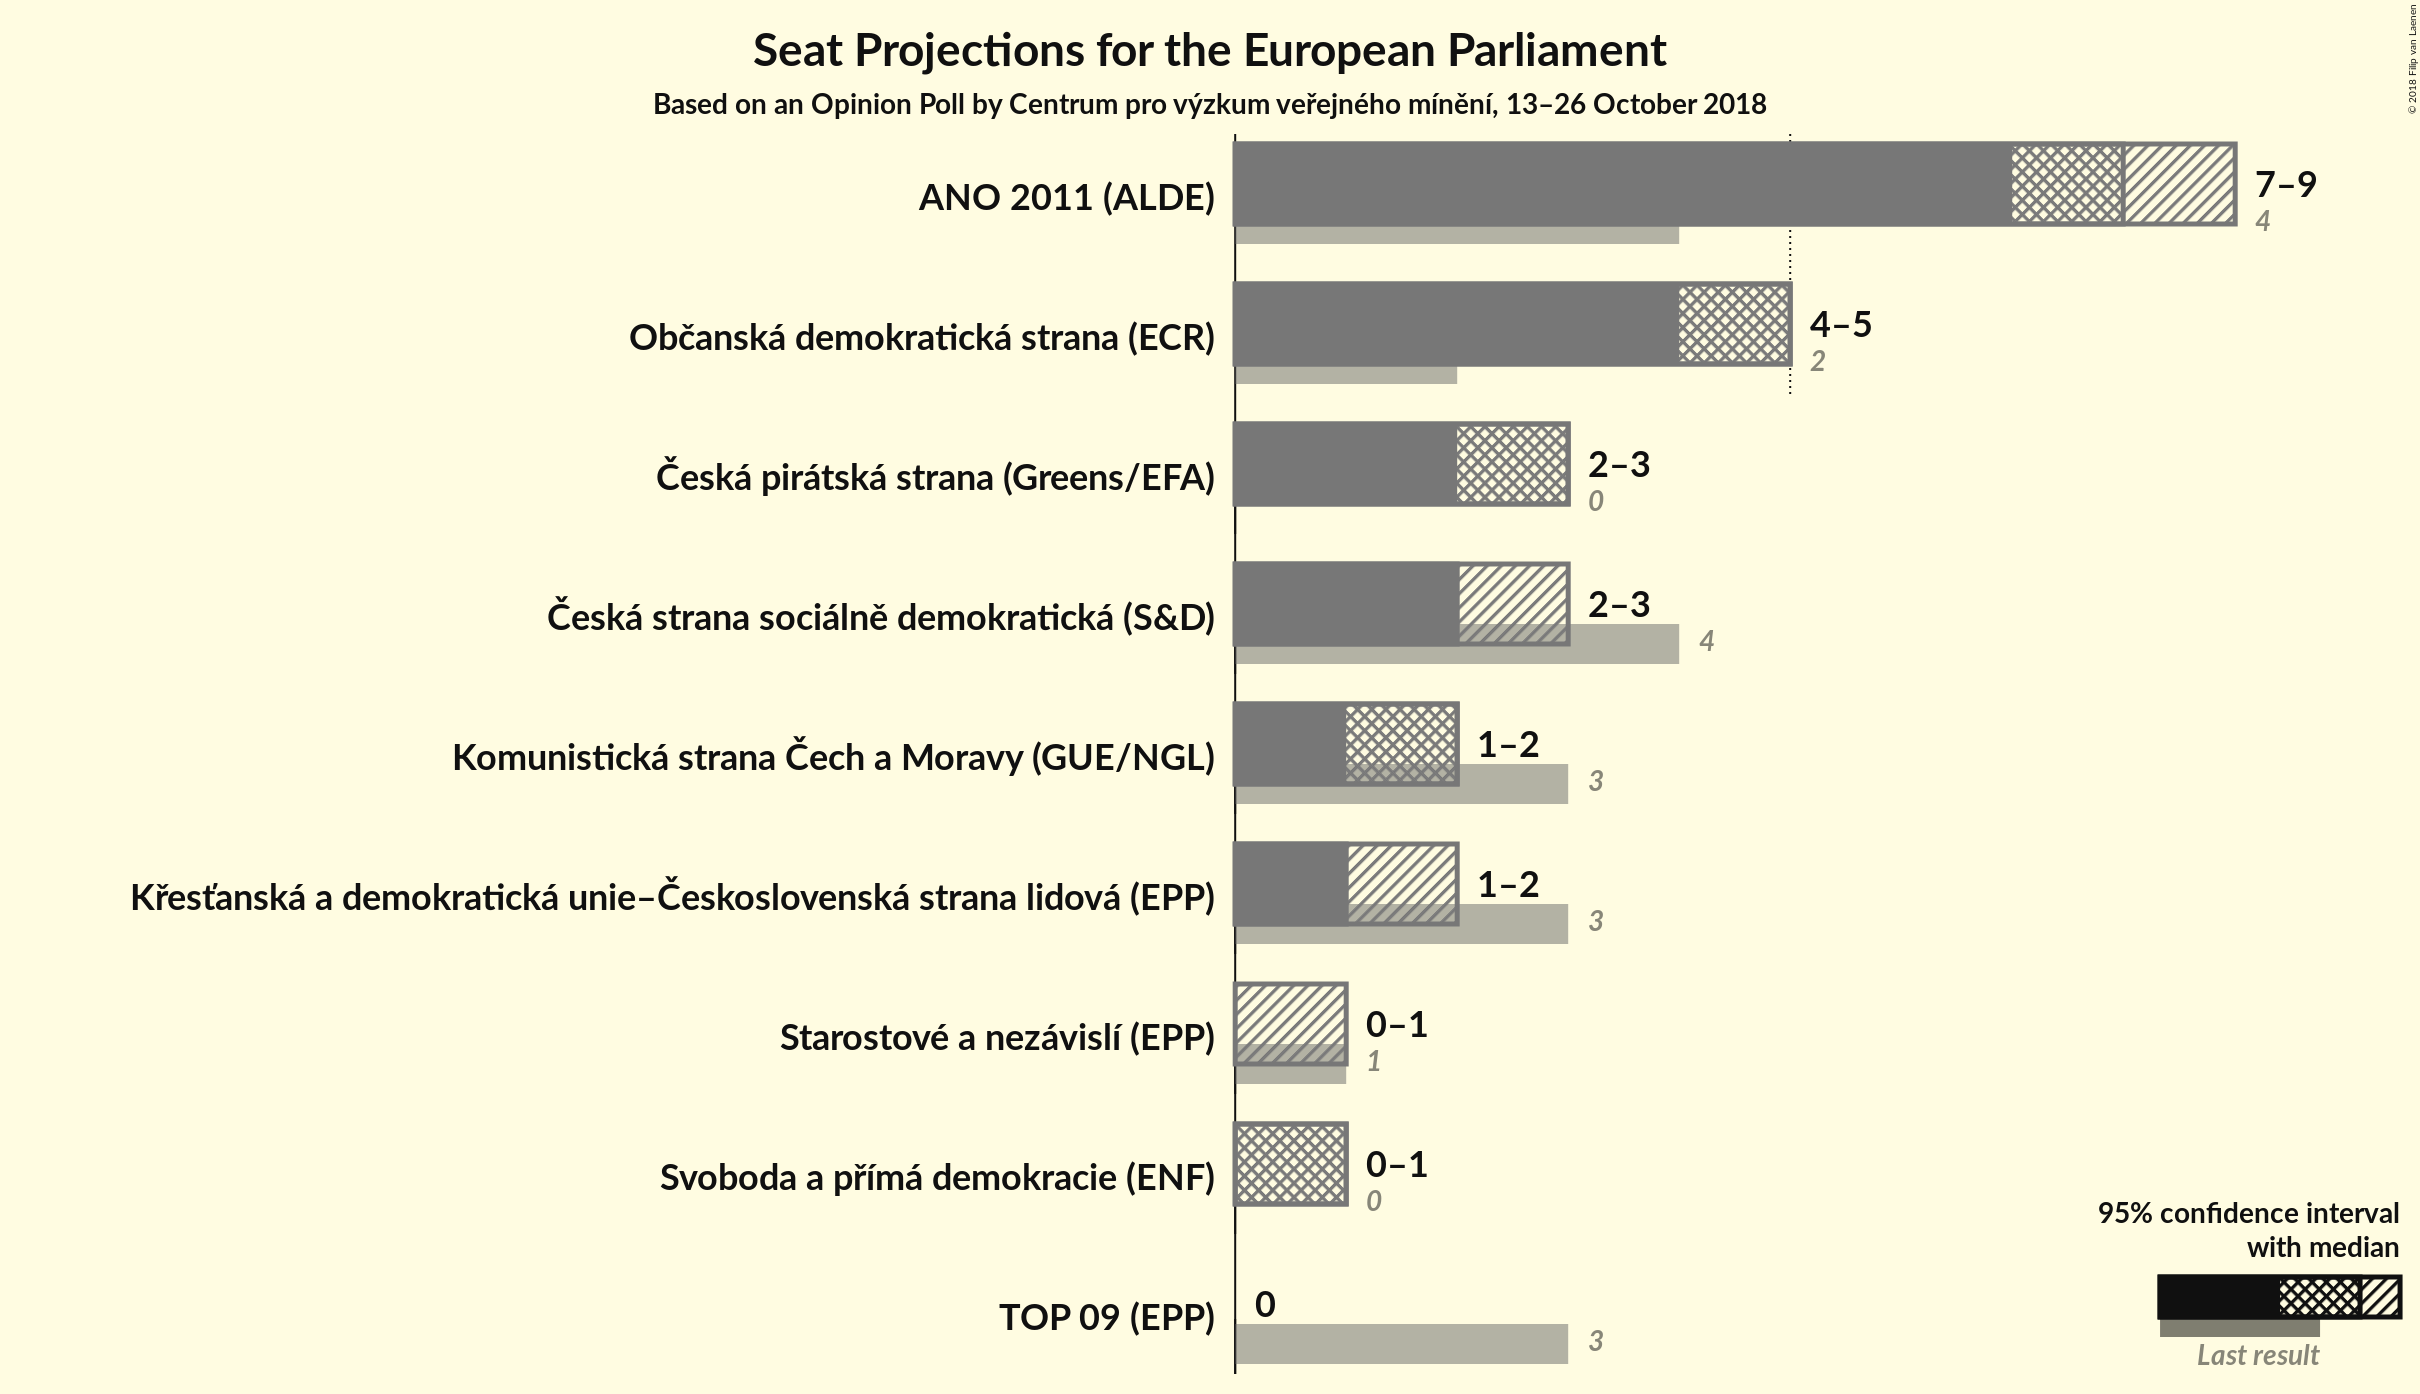 Seat Projections for the European Parliament
Based on an Opinion Poll by Centrum pro výzkum veřejného mínění, 13–26 October 2018
© 2018 Filip van Laenen
ANO 2011 (ALDE)
7–9
4
Občanská demokratická strana (ECR)
4–5
2
Česká pirátská strana (Greens/EFA)
2–3
0
Česká strana sociálně demokratická (S&D)
2–3
4
Komunistická strana Čech a Moravy (GUE/NGL)
1–2
3
Křesťanská a demokratická unie–Československá strana lidová (EPP)
1–2
3
Starostové a nezávislí (EPP)
0–1
1
Svoboda a přímá demokracie (ENF)
0–1
0
TOP 09 (EPP)
0
3
95% confidence interval
with median
Last result